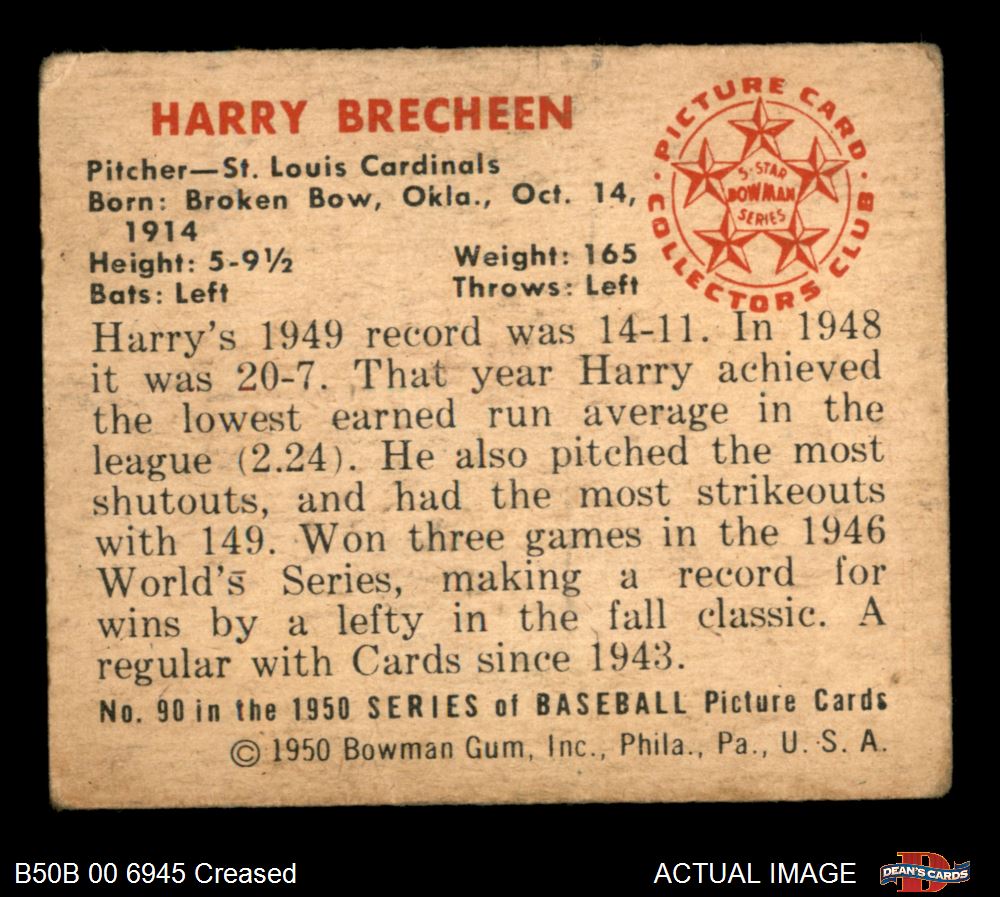 HARRY BRECHEEN
Pitcher—St. Louis Cardinals
Born: Broken Bow, Okla., Oct. 14,
1914
Height: 5-9½
Weight: 165
Bats: Left
Throws: Left
PICTURE CARD
COLLECTORS CLUB
5-STAR
BOWMAN
SERIES
Harry's 1949 record was 14-11. In 1948
it was 20-7. That year Harry achieved
the lowest earned run average in the
league (2.24). He also pitched the most
shutouts, and had the most strikeouts
with 149. Won three games in the 1946
World's Series, making a record for
wins by a lefty in the fall classic. A
regular with Cards since 1943.
No. 90 in the 1950 SERIES of BASEBALL Picture Cards
© 1950 Bowman Gum, Inc., Phila., Pa., U. S. A.
B50B 00 6945 Creased
ACTUAL IMAGE
D
DEAN'S CARDS